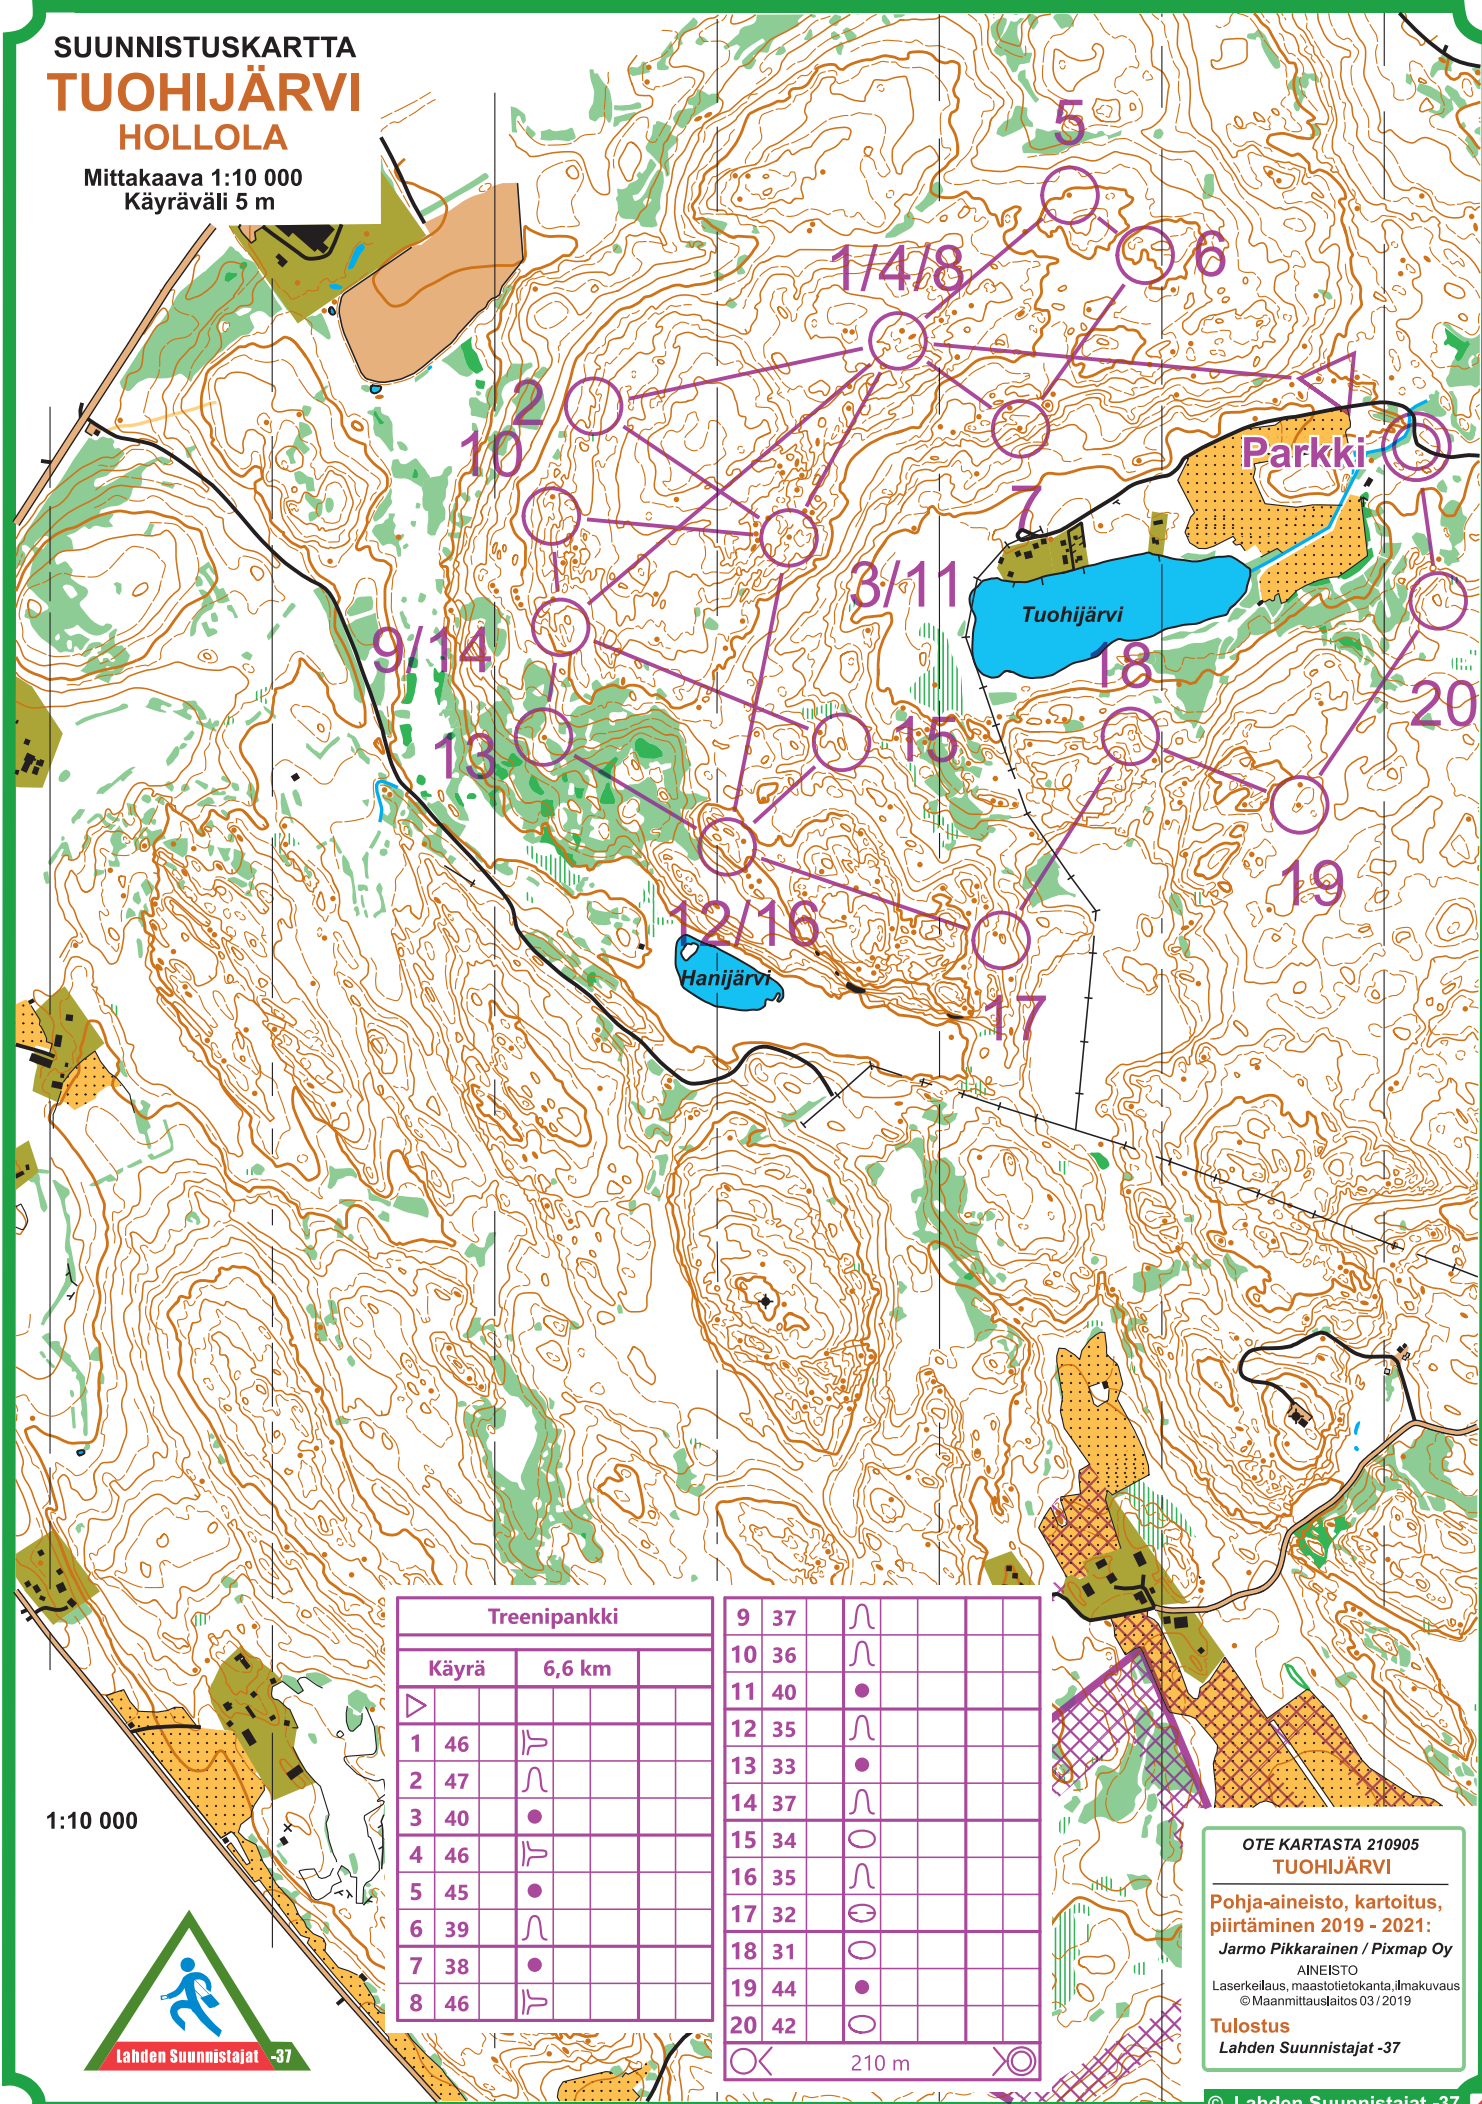 SUUNNISTUSKARTTA
TUOHIJÄRVI
HOLLOLA
Mittakaava 1:10 000
Käyräväli 5 m
5
6
1/4/8
2
10
Parkki
7
3/11
Tuohijärvi
9/14
18
20
13
15
19
12/16
Hanijärvi
17
Treenipankki
Käyrä 6,6 km
1 46
2 47
3 40
4 46
5 45
6 39
7 38
8 46
9 37
10 36
11 40
12 35
13 33
14 37
15 34
16 35
17 32
18 31
19 44
20 42
210 m
1:10 000
Lahden Suunnistajat -37
OTE KARTASTA 210905
TUOHIJÄRVI
Pohja-aineisto, kartoitus,
piirtäminen 2019 - 2021:
Jarmo Pikkarainen / Pixmap Oy
AINEISTO
Laserkeilaus, maastotietokanta,ilmakuvaus
© Maanmittauslaitos 03 / 2019
Tulostus
Lahden Suunnistajat -37
© Lahden Suunnistajat -37